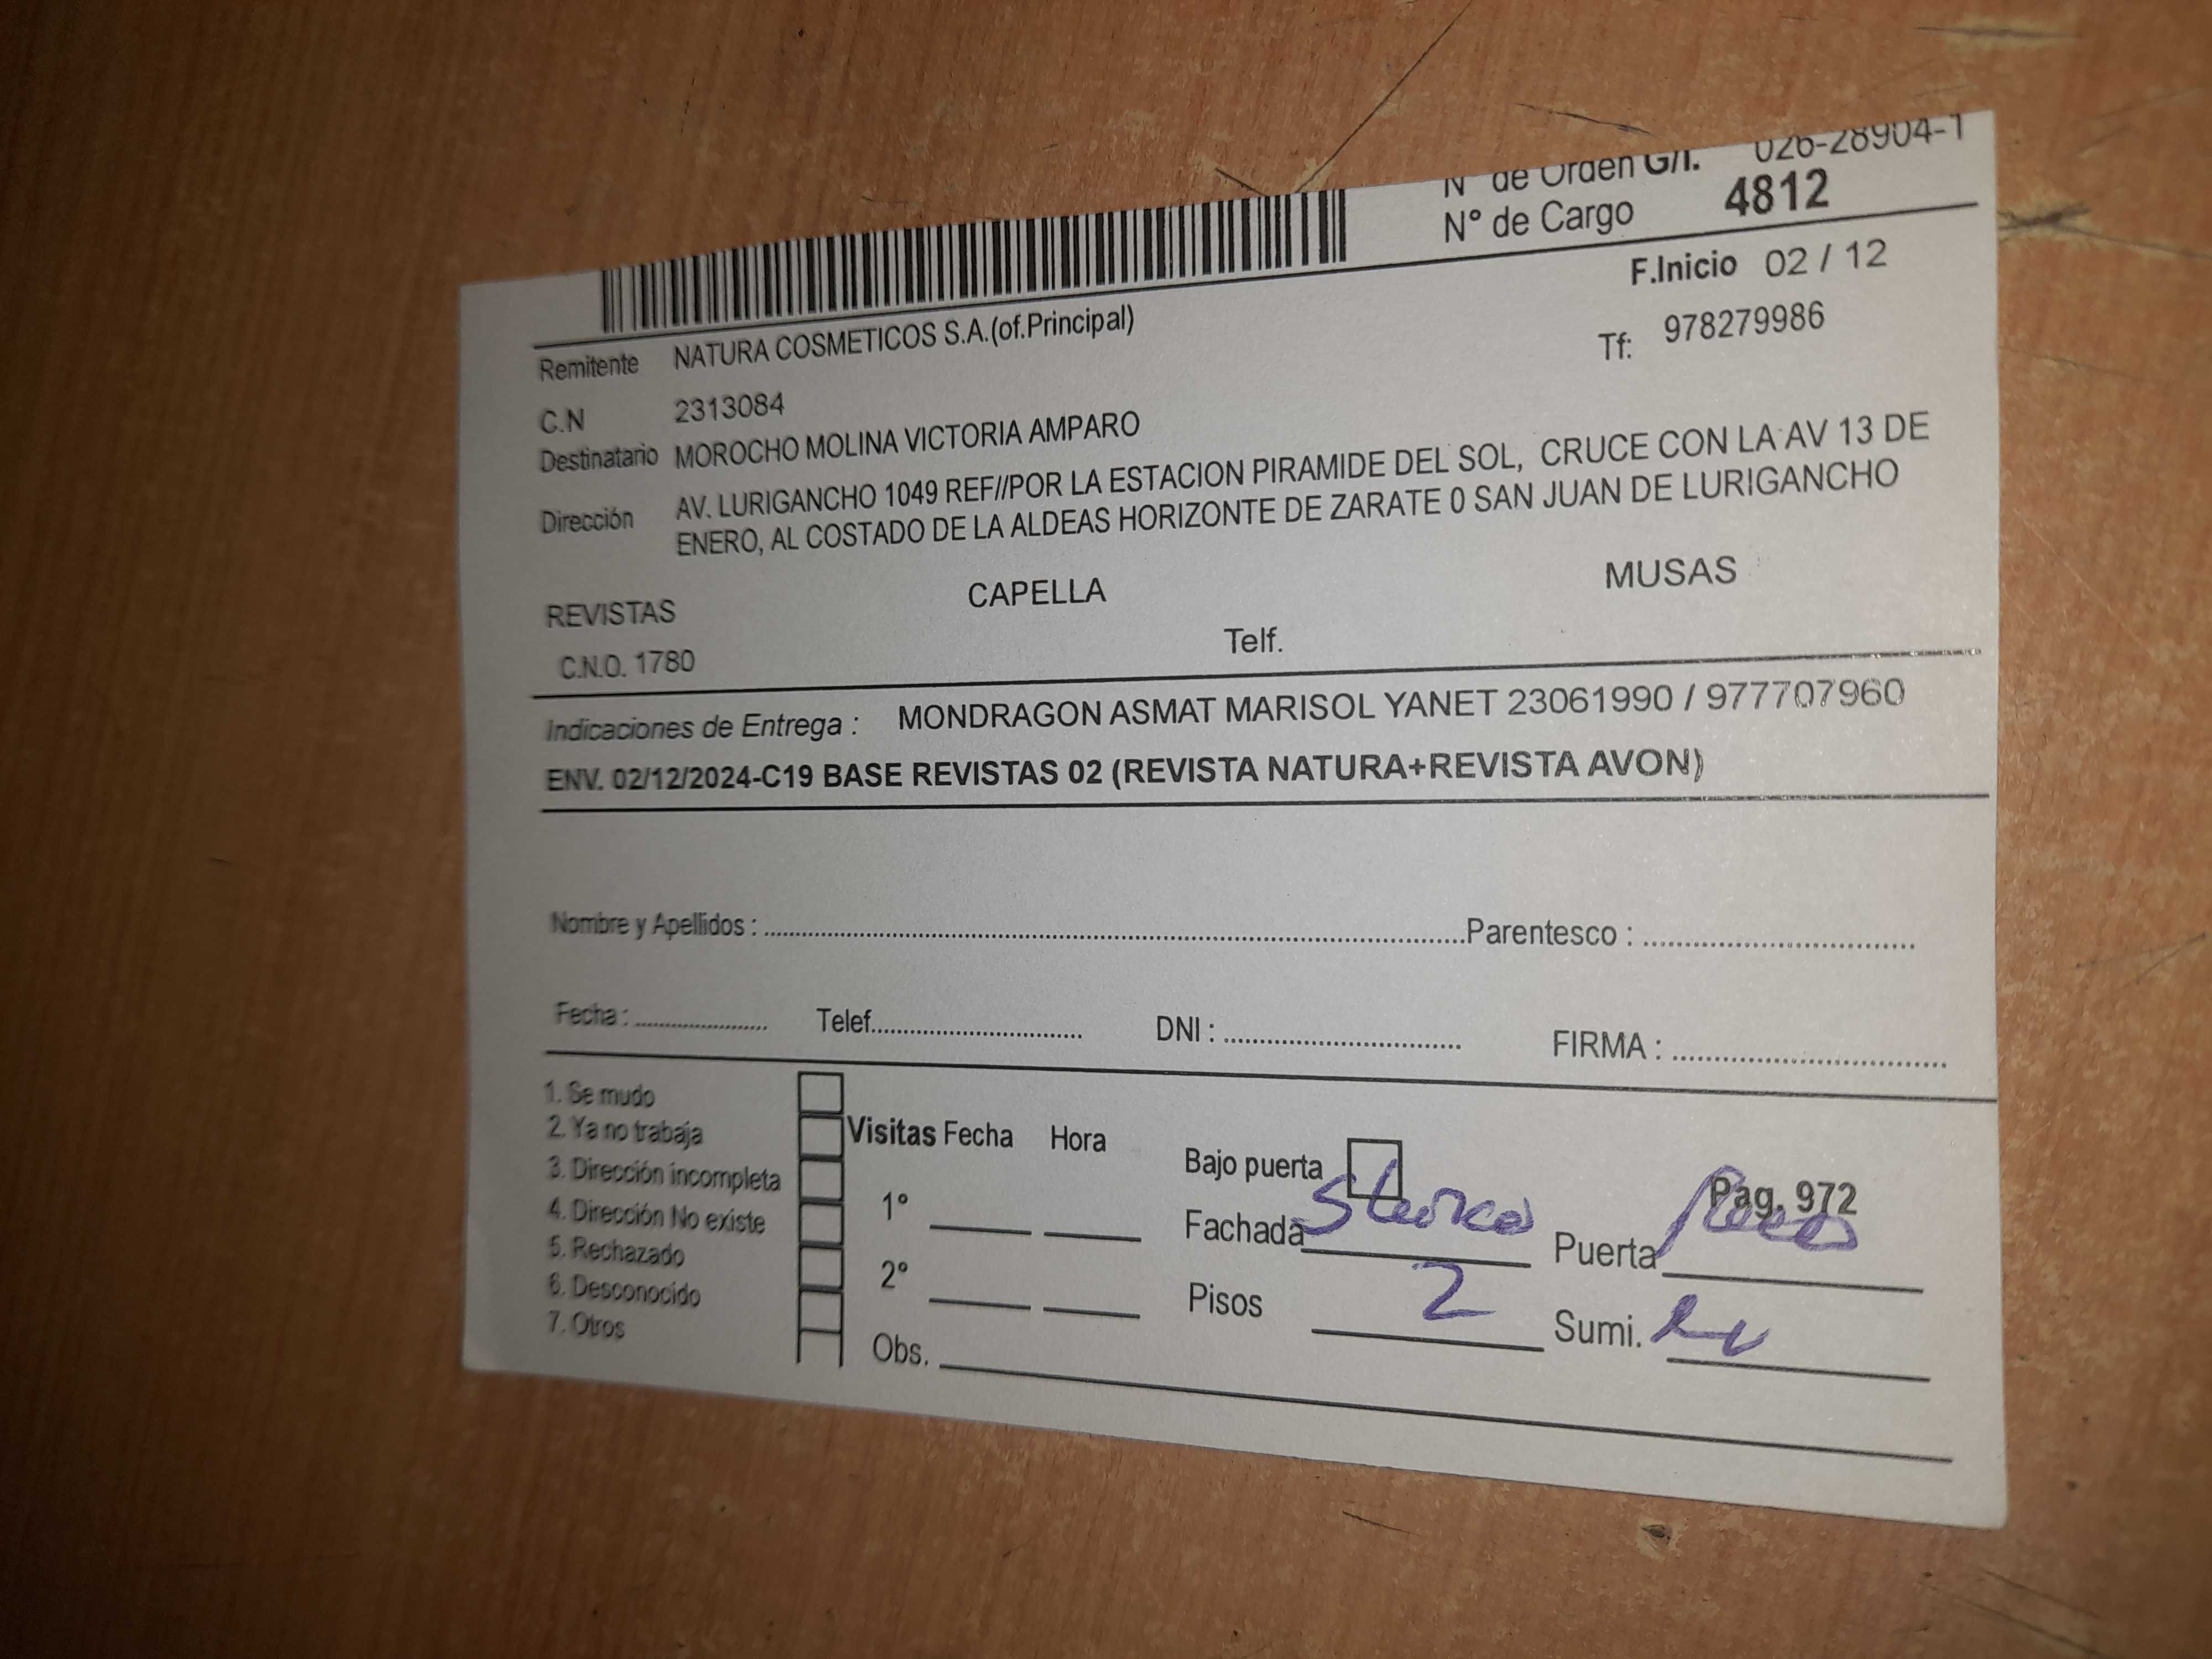 N° de Orden G/I. 026-28904-1
N° de Cargo 4812
F.Inicio 02 / 12
Remitente NATURA COSMETICOS S.A.(of.Principal)
Tf: 978279986
C.N 2313084
Destinatario MOROCHO MOLINA VICTORIA AMPARO
Dirección AV. LURIGANCHO 1049 REF//POR LA ESTACION PIRAMIDE DEL SOL, CRUCE CON LA AV 13 DE
ENERO, AL COSTADO DE LA ALDEAS HORIZONTE DE ZARATE 0 SAN JUAN DE LURIGANCHO
REVISTAS CAPELLA MUSAS
C.N.O. 1780 Telf.
Indicaciones de Entrega : MONDRAGON ASMAT MARISOL YANET 23061990 / 977707960
ENV. 02/12/2024-C19 BASE REVISTAS 02 (REVISTA NATURA+REVISTA AVON)
Nombre y Apellidos : Parentesco :
Fecha : Telef. DNI : FIRMA :
1. Se mudo
2. Ya no trabaja
3. Dirección incompleta
4. Dirección No existe
5. Rechazado
6. Desconocido
7. Otros
Visitas Fecha Hora
1°
2°
Obs.
Bajo puerta
Pag. 972
Fachada Puerta
Pisos 2 Sumi.